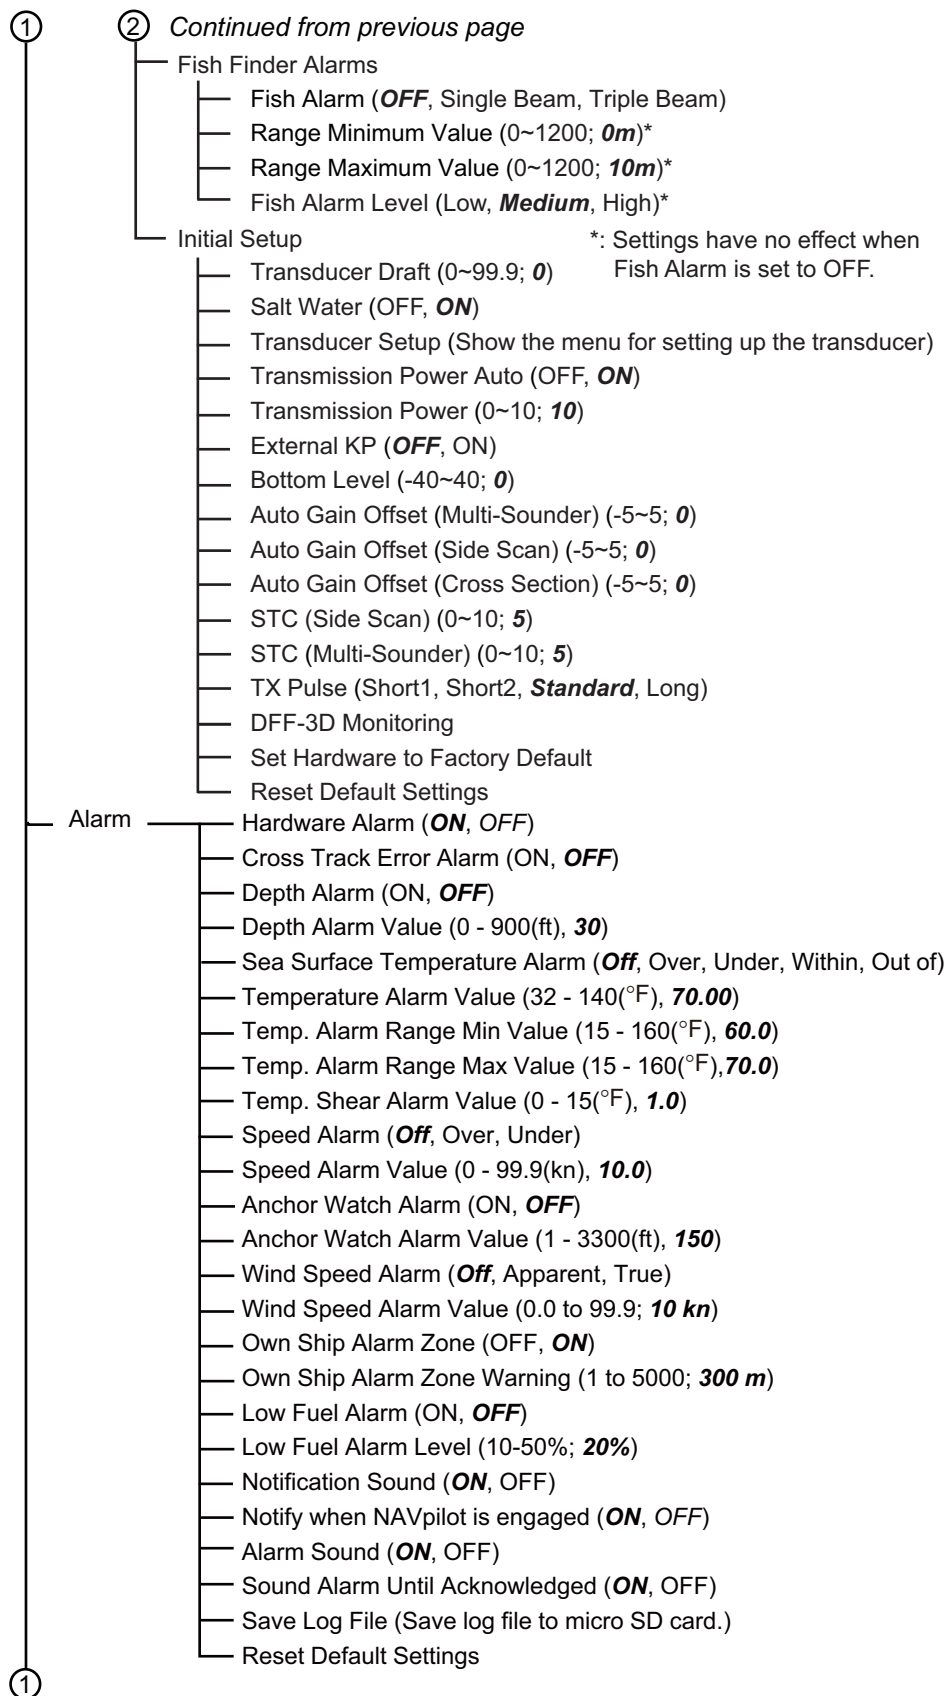 1 2 Continued from previous page
Fish Finder Alarms
Fish Alarm (OFF, Single Beam, Triple Beam)
Range Minimum Value (0~1200; 0m)*
Range Maximum Value (0~1200; 10m)*
Fish Alarm Level (Low, Medium, High)*
Initial Setup
*: Settings have no effect when
Fish Alarm is set to OFF.
Transducer Draft (0~99.9; 0)
Salt Water (OFF, ON)
Transducer Setup (Show the menu for setting up the transducer)
Transmission Power Auto (OFF, ON)
Transmission Power (0~10; 10)
External KP (OFF, ON)
Bottom Level (-40~40; 0)
Auto Gain Offset (Multi-Sounder) (-5~5; 0)
Auto Gain Offset (Side Scan) (-5~5; 0)
Auto Gain Offset (Cross Section) (-5~5; 0)
STC (Side Scan) (0~10; 5)
STC (Multi-Sounder) (0~10; 5)
TX Pulse (Short1, Short2, Standard, Long)
DFF-3D Monitoring
Set Hardware to Factory Default
Reset Default Settings
Alarm
Hardware Alarm (ON, OFF)
Cross Track Error Alarm (ON, OFF)
Depth Alarm (ON, OFF)
Depth Alarm Value (0 - 900(ft), 30)
Sea Surface Temperature Alarm (Off, Over, Under, Within, Out of)
Temperature Alarm Value (32 - 140(°F), 70.00)
Temp. Alarm Range Min Value (15 - 160(°F), 60.0)
Temp. Alarm Range Max Value (15 - 160(°F),70.0)
Temp. Shear Alarm Value (0 - 15(°F), 1.0)
Speed Alarm (Off, Over, Under)
Speed Alarm Value (0 - 99.9(kn), 10.0)
Anchor Watch Alarm (ON, OFF)
Anchor Watch Alarm Value (1 - 3300(ft), 150)
Wind Speed Alarm (Off, Apparent, True)
Wind Speed Alarm Value (0.0 to 99.9; 10 kn)
Own Ship Alarm Zone (OFF, ON)
Own Ship Alarm Zone Warning (1 to 5000; 300 m)
Low Fuel Alarm (ON, OFF)
Low Fuel Alarm Level (10-50%; 20%)
Notification Sound (ON, OFF)
Notify when NAVpilot is engaged (ON, OFF)
Alarm Sound (ON, OFF)
Sound Alarm Until Acknowledged (ON, OFF)
Save Log File (Save log file to micro SD card.)
Reset Default Settings
1